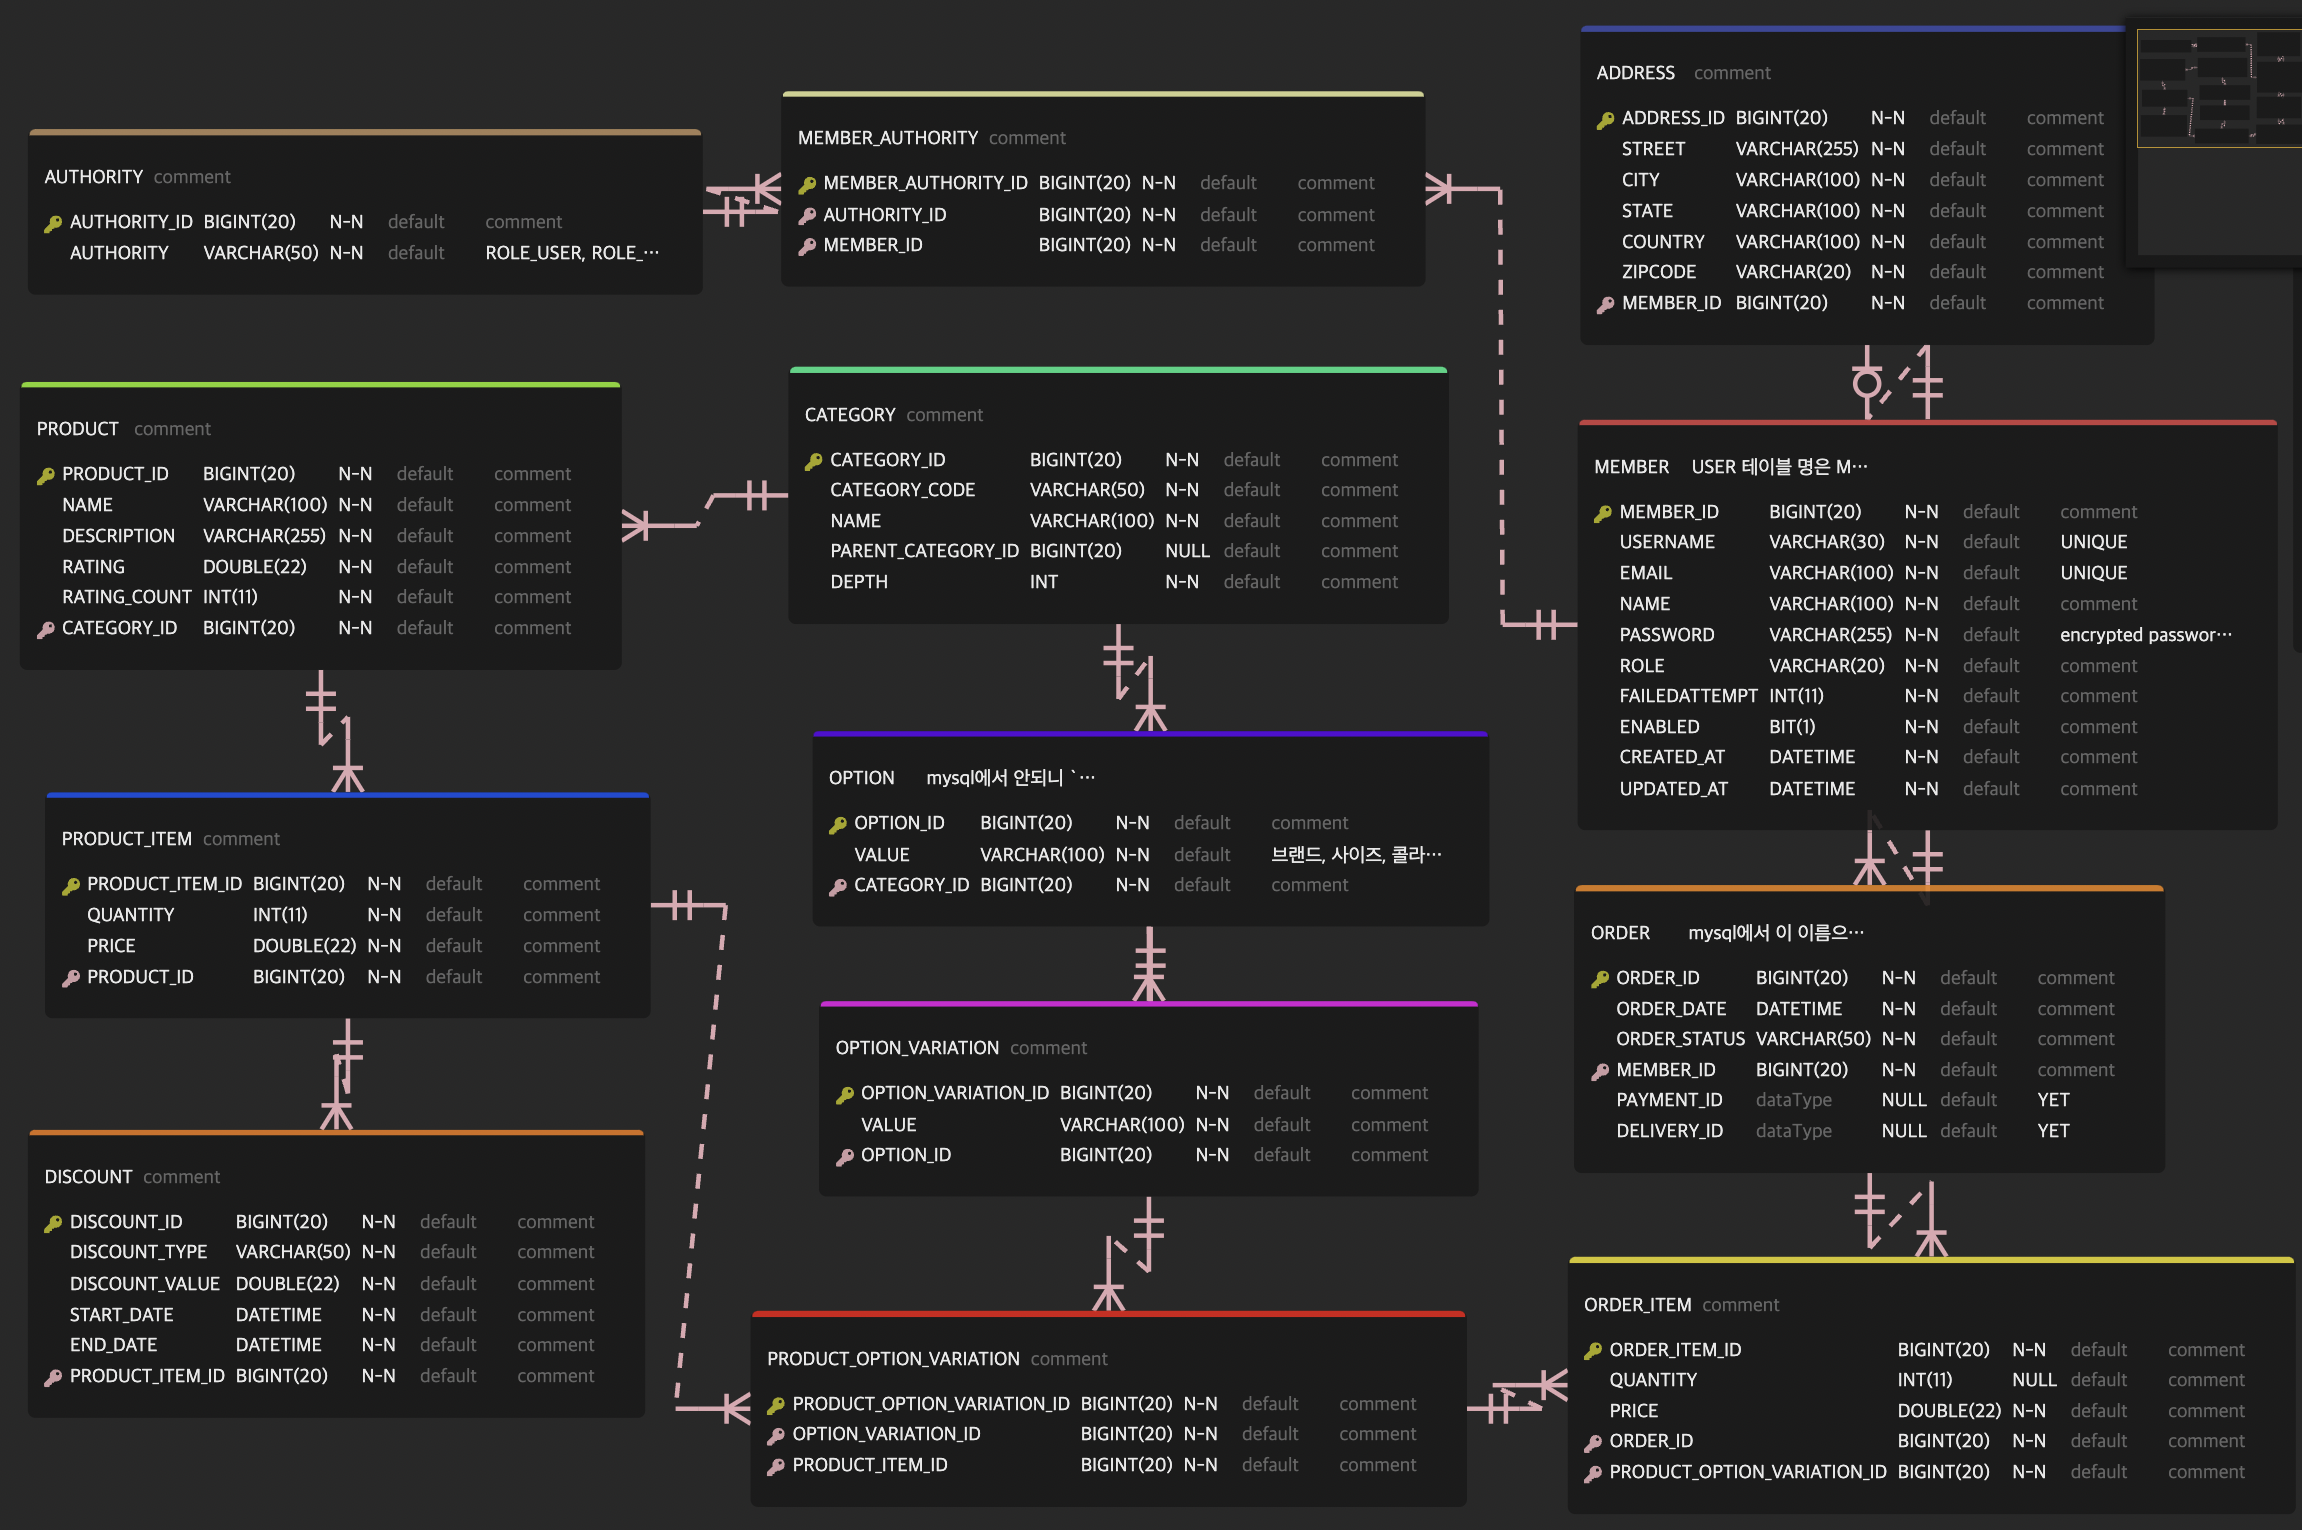 AUTHORITY comment
AUTHORITY_ID BIGINT(20) N-N default comment
AUTHORITY VARCHAR(50) N-N default ROLE_USER, ROLE_···
MEMBER_AUTHORITY comment
MEMBER_AUTHORITY_ID BIGINT(20) N-N default comment
AUTHORITY_ID BIGINT(20) N-N default comment
MEMBER_ID BIGINT(20) N-N default comment
ADDRESS comment
ADDRESS_ID BIGINT(20) N-N default comment
STREET VARCHAR(255) N-N default comment
CITY VARCHAR(100) N-N default comment
STATE VARCHAR(100) N-N default comment
COUNTRY VARCHAR(100) N-N default comment
ZIPCODE VARCHAR(20) N-N default comment
MEMBER_ID BIGINT(20) N-N default comment
PRODUCT comment
PRODUCT_ID BIGINT(20) N-N default comment
NAME VARCHAR(100) N-N default comment
DESCRIPTION VARCHAR(255) N-N default comment
RATING DOUBLE(22) N-N default comment
RATING_COUNT INT(11) N-N default comment
CATEGORY_ID BIGINT(20) N-N default comment
CATEGORY comment
CATEGORY_ID BIGINT(20) N-N default comment
CATEGORY_CODE VARCHAR(50) N-N default comment
NAME VARCHAR(100) N-N default comment
PARENT_CATEGORY_ID BIGINT(20) NULL default comment
DEPTH INT N-N default comment
MEMBER USER 테이블 명은 M···
MEMBER_ID BIGINT(20) N-N default comment
USERNAME VARCHAR(30) N-N default UNIQUE
EMAIL VARCHAR(100) N-N default UNIQUE
NAME VARCHAR(100) N-N default comment
PASSWORD VARCHAR(255) N-N default encrypted passwor···
ROLE VARCHAR(20) N-N default comment
FAILEDATTEMPT INT(11) N-N default comment
ENABLED BIT(1) N-N default comment
CREATED_AT DATETIME N-N default comment
UPDATED_AT DATETIME N-N default comment
PRODUCT_ITEM comment
PRODUCT_ITEM_ID BIGINT(20) N-N default comment
QUANTITY INT(11) N-N default comment
PRICE DOUBLE(22) N-N default comment
PRODUCT_ID BIGINT(20) N-N default comment
OPTION mysql에서 안되니 `···
OPTION_ID BIGINT(20) N-N default comment
VALUE VARCHAR(100) N-N default 브랜드, 사이즈, 콜라···
CATEGORY_ID BIGINT(20) N-N default comment
ORDER mysql에서 이 이름으···
ORDER_ID BIGINT(20) N-N default comment
ORDER_DATE DATETIME N-N default comment
ORDER_STATUS VARCHAR(50) N-N default comment
MEMBER_ID BIGINT(20) N-N default comment
PAYMENT_ID dataType NULL default YET
DELIVERY_ID dataType NULL default YET
OPTION_VARIATION comment
OPTION_VARIATION_ID BIGINT(20) N-N default comment
VALUE VARCHAR(100) N-N default comment
OPTION_ID BIGINT(20) N-N default comment
DISCOUNT comment
DISCOUNT_ID BIGINT(20) N-N default comment
DISCOUNT_TYPE VARCHAR(50) N-N default comment
DISCOUNT_VALUE DOUBLE(22) N-N default comment
START_DATE DATETIME N-N default comment
END_DATE DATETIME N-N default comment
PRODUCT_ITEM_ID BIGINT(20) N-N default comment
PRODUCT_OPTION_VARIATION comment
PRODUCT_OPTION_VARIATION_ID BIGINT(20) N-N default comment
OPTION_VARIATION_ID BIGINT(20) N-N default comment
PRODUCT_ITEM_ID BIGINT(20) N-N default comment
ORDER_ITEM comment
ORDER_ITEM_ID BIGINT(20) N-N default comment
QUANTITY INT(11) NULL default comment
PRICE DOUBLE(22) N-N default comment
ORDER_ID BIGINT(20) N-N default comment
PRODUCT_OPTION_VARIATION_ID BIGINT(20) N-N default comment